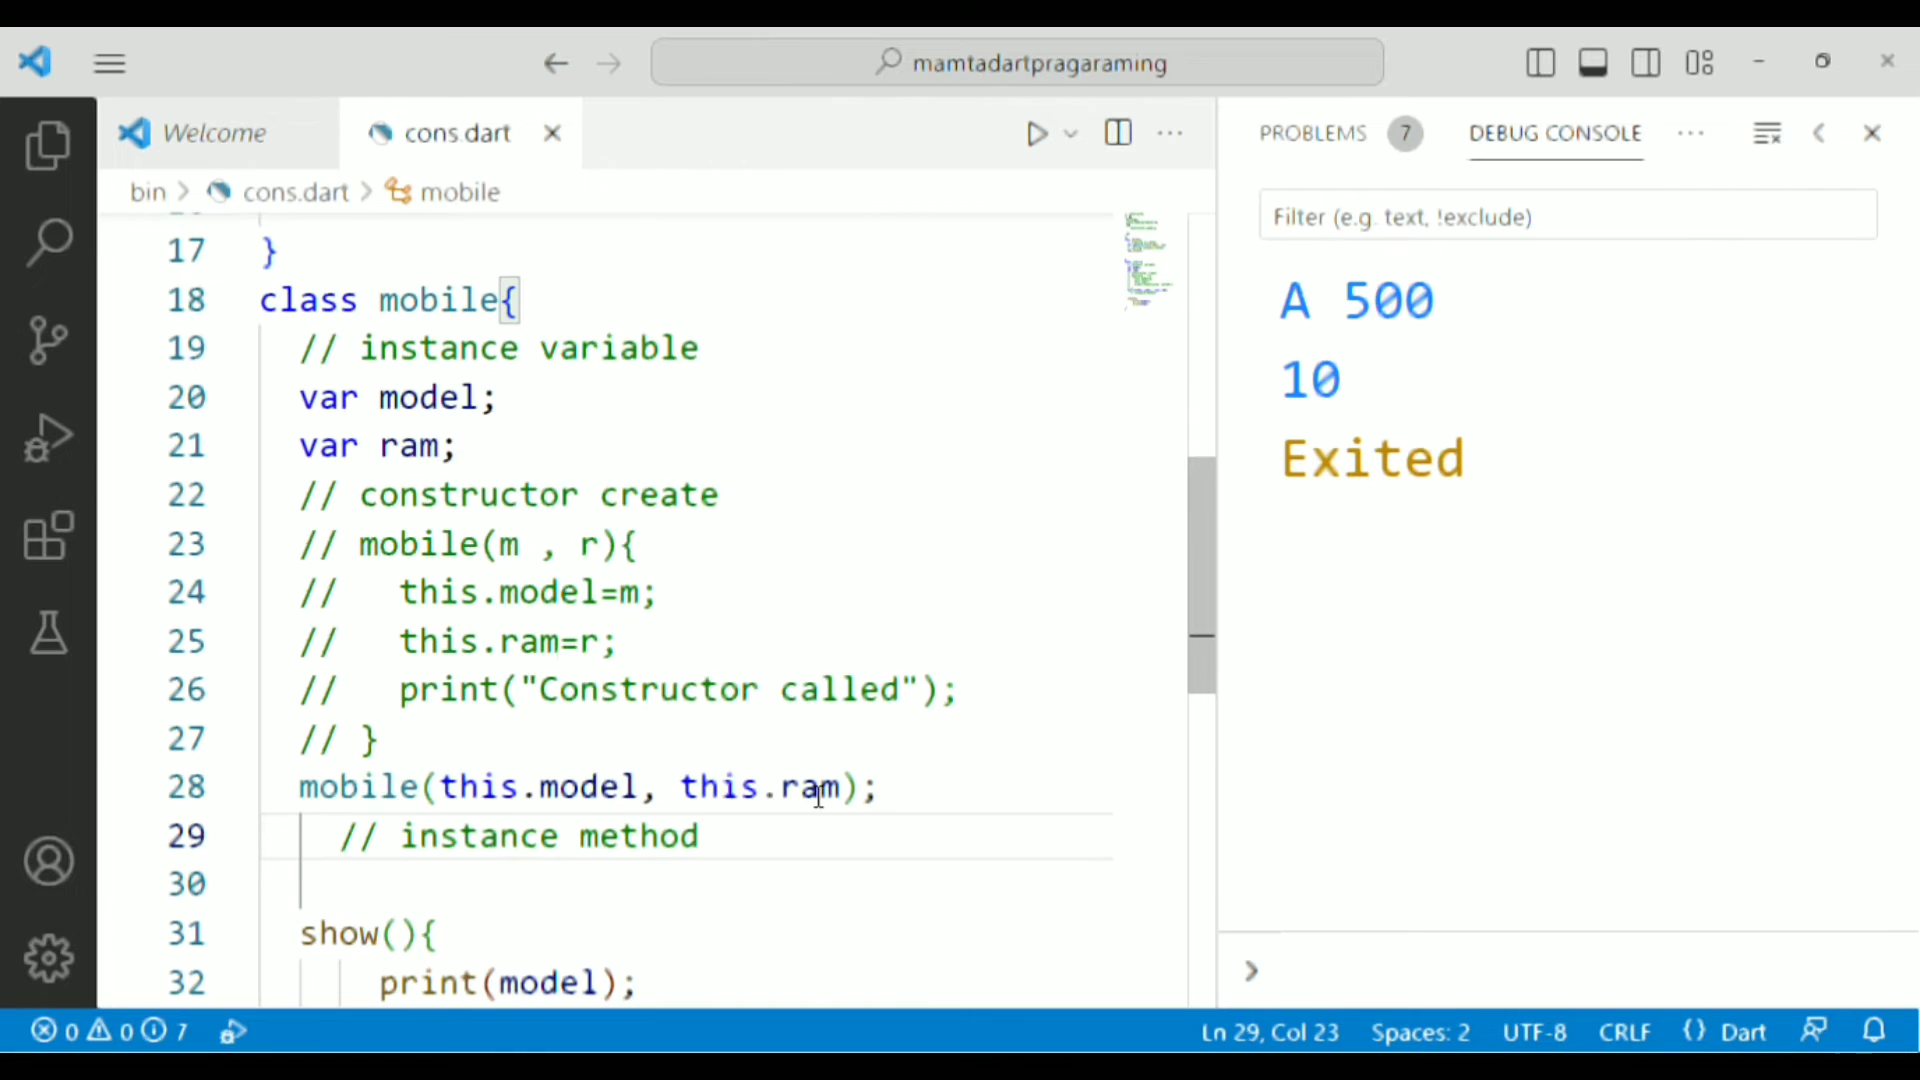 mamtadartpragaraming
Welcome
cons.dart
PROBLEMS 7 DEBUG CONSOLE
bin > cons.dart > mobile
Filter (e.g. text, !exclude)
17 }
18 class mobile{
19 // instance variable
20 var model;
21 var ram;
22 // constructor create
23 // mobile(m , r){
24 //   this.model=m;
25 //   this.ram=r;
26 //   print("Constructor called");
27 // }
28 mobile(this.model, this.ram);
29 // instance method
30
31 show(){
32 print(model);
A 500
10
Exited
0 0 7
Ln 29, Col 23 Spaces: 2 UTF-8 CRLF {} Dart